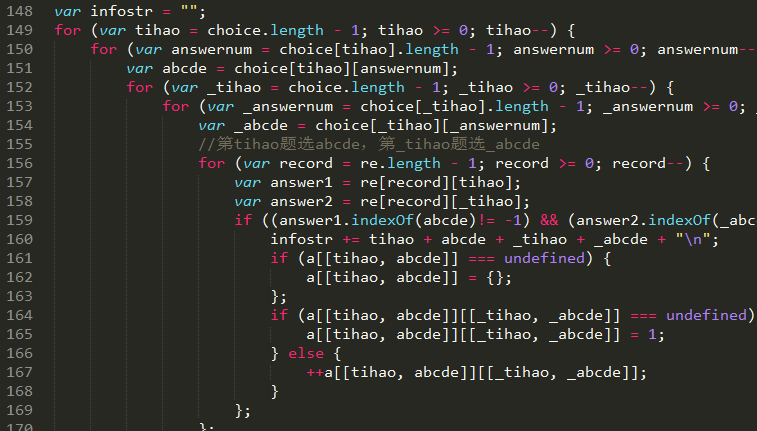 148 var infostr = "";
149 for (var tihao = choice.length - 1; tihao >= 0; tihao--) {
150 for (var answernum = choice[tihao].length - 1; answernum >= 0; answernum--
151 var abcde = choice[tihao][answernum];
152 for (var _tihao = choice.length - 1; _tihao >= 0; _tihao--) {
153 for (var _answernum = choice[_tihao].length - 1; _answernum >= 0; _
154 var _abcde = choice[_tihao][_answernum];
155 //第tihao题选abcde, 第_tihao题选_abcde
156 for (var record = re.length - 1; record >= 0; record--) {
157 var answer1 = re[record][tihao];
158 var answer2 = re[record][_tihao];
159 if ((answer1.indexOf(abcde)!= -1) && (answer2.indexOf(_abc
160 infostr += tihao + abcde + _tihao + _abcde + "\n";
161 if (a[[tihao, abcde]] === undefined) {
162 a[[tihao, abcde]] = {};
163 };
164 if (a[[tihao, abcde]][[_tihao, _abcde]] === undefined)
165 a[[tihao, abcde]][[_tihao, _abcde]] = 1;
166 } else {
167 ++a[[tihao, abcde]][[_tihao, _abcde]];
168 }
169 };
170 };